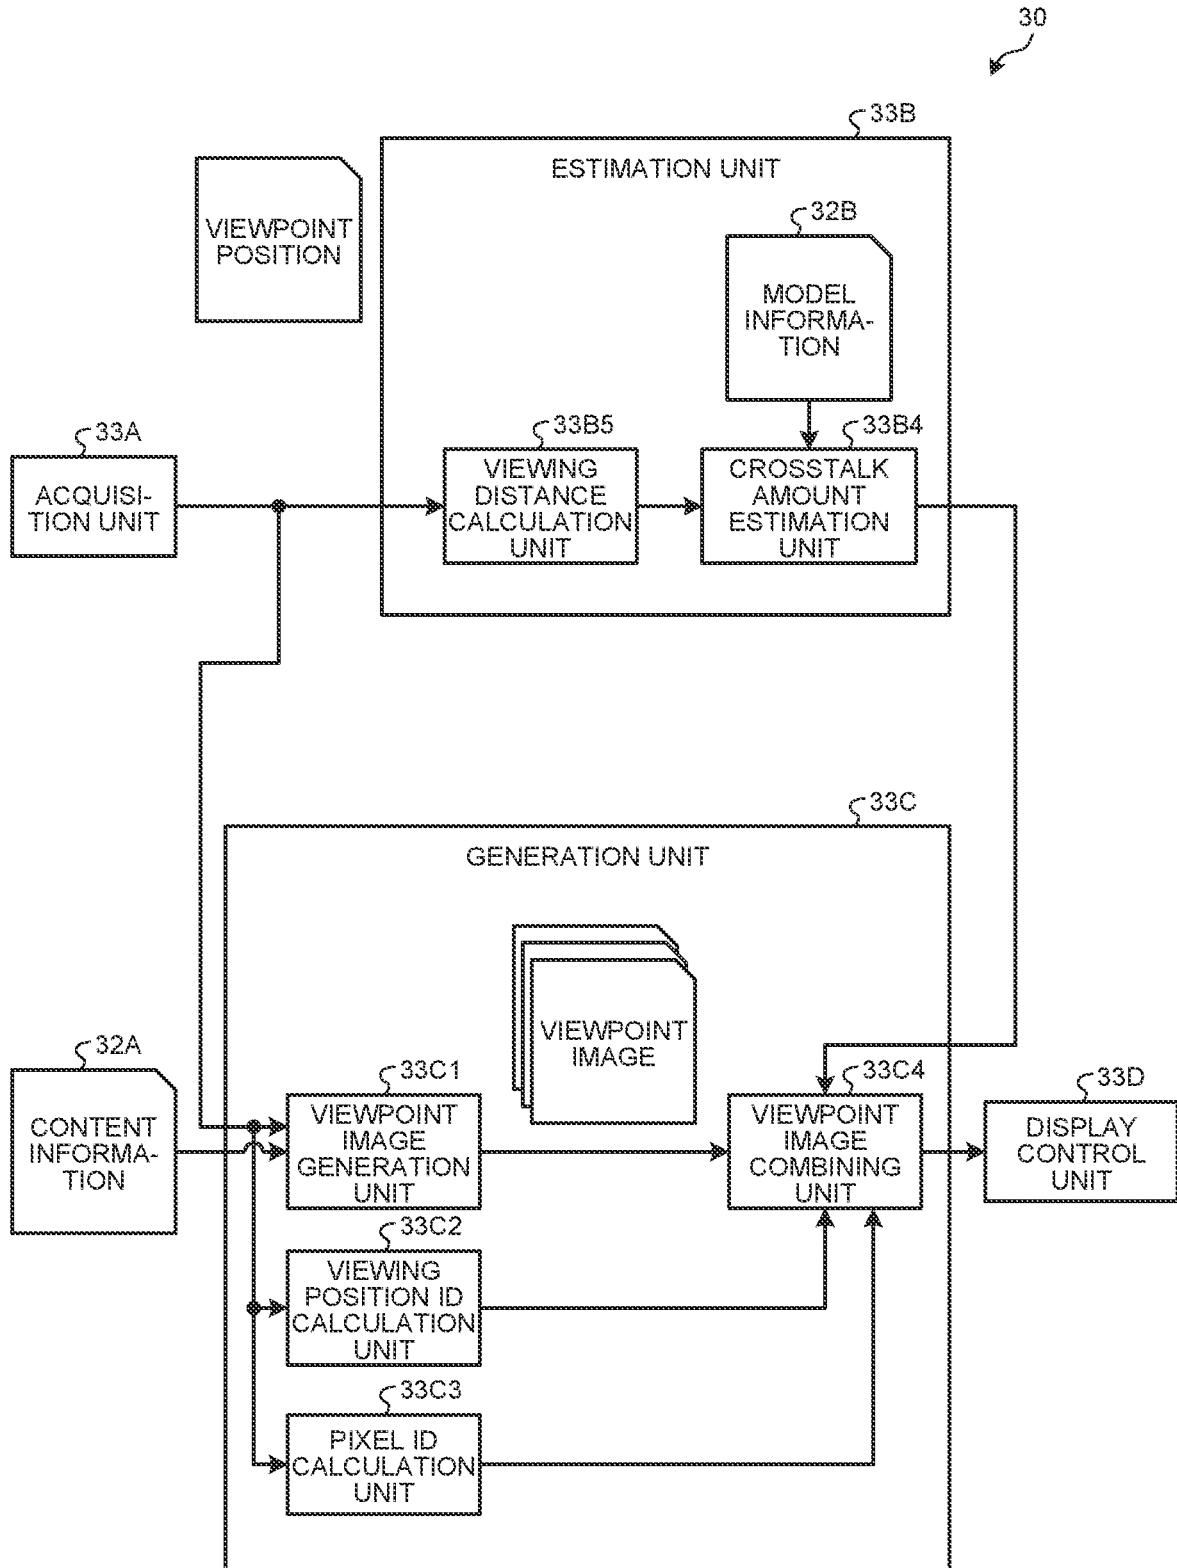 30
33B
ESTIMATION UNIT
VIEWPOINT
POSITION
32B
MODEL
INFORMA-
TION
33A
ACQUISI-
TION UNIT
33B5
VIEWING
DISTANCE
CALCULATION
UNIT
33B4
CROSSTALK
AMOUNT
ESTIMATION
UNIT
33C
GENERATION UNIT
VIEWPOINT
IMAGE
32A
CONTENT
INFORMA-
TION
33C1
VIEWPOINT
IMAGE
GENERATION
UNIT
33C4
VIEWPOINT
IMAGE
COMBINING
UNIT
33D
DISPLAY
CONTROL
UNIT
33C2
VIEWING
POSITION ID
CALCULATION
UNIT
33C3
PIXEL ID
CALCULATION
UNIT